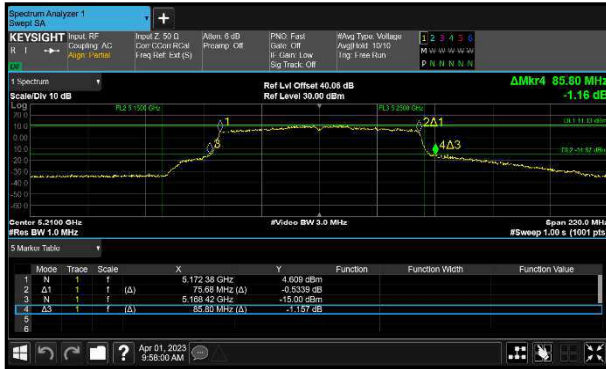 Spectrum Analyzer 1
Swept SA
+
KEYSIGHT
R L
Input: RF
Coupling: AC
Align: Partial
Input Z: 50 Ω
Corr CCorr RCal
Freq Ref: Ext (S)
Atten: 6 dB
Preamp: Off
PNO: Fast
Gate: Off
IF Gain: Low
Sig Track: Off
#Avg Type: Voltage
Avg|Hold: 10/10
Trig: Free Run
1 2 3 4 5 6
M W W W W W
P N N N N N
1 Spectrum
Scale/Div 10 dB
Ref Lvl Offset 40.06 dB
Ref Level 30.00 dBm
ΔMkr4 85.80 MHz
-1.16 dB
Log
1
2Δ1
3
4Δ3
Center 5.2100 GHz
#Res BW 1.0 MHz
#Video BW 3.0 MHz
Span 220.0 MHz
#Sweep 1.00 s (1001 pts)
5 Marker Table
Mode Trace Scale X Y Function Function Width Function Value
1 N 1 f 5.172 38 GHz 4.609 dBm
2 Δ1 1 f (Δ) 75.68 MHz (Δ) -0.5339 dB
3 N 1 f 5.168 42 GHz -15.00 dBm
4 Δ3 1 f (Δ) 85.80 MHz (Δ) -1.157 dB
5
6
?
Apr 01, 2023
9:58:00 AM